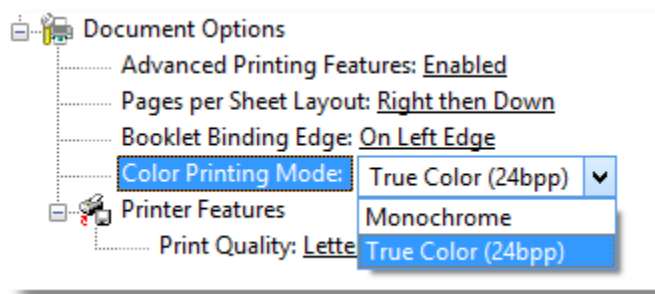 Document Options
Advanced Printing Features: Enabled
Pages per Sheet Layout: Right then Down
Booklet Binding Edge: On Left Edge
Color Printing Mode: True Color (24bpp)
Printer Features Monochrome
Print Quality: Lette True Color (24bpp)